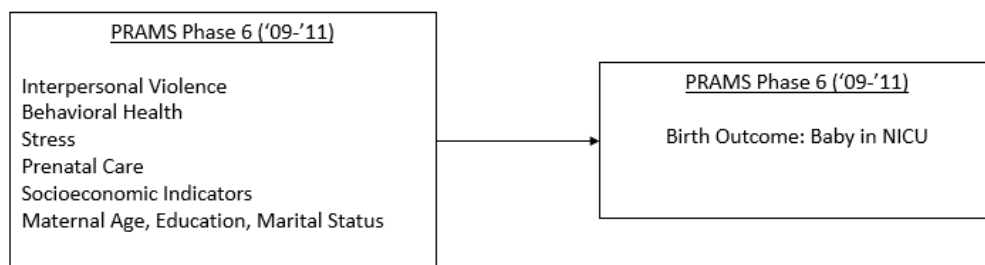 PRAMS Phase 6 (‘09-’11)
Interpersonal Violence
Behavioral Health
Stress
Prenatal Care
Socioeconomic Indicators
Maternal Age, Education, Marital Status
PRAMS Phase 6 (‘09-’11)
Birth Outcome: Baby in NICU